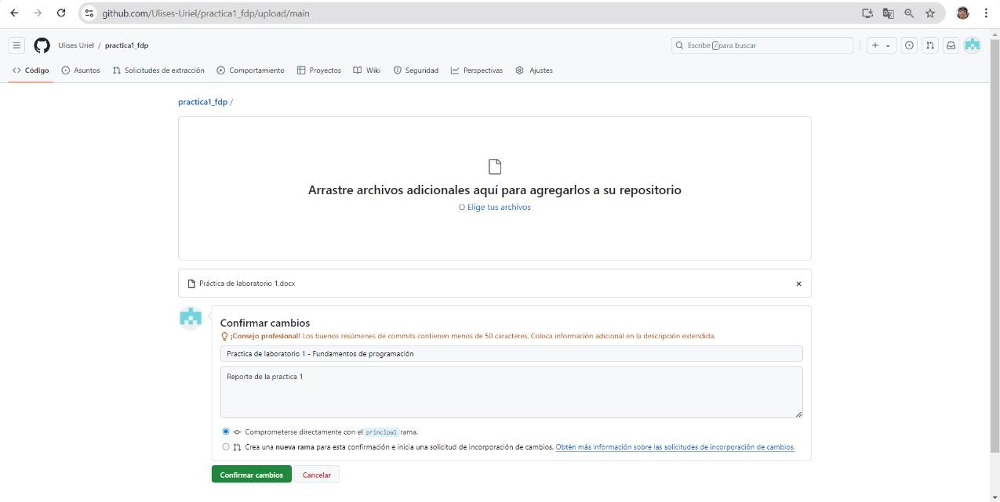 github.com/Ulises-Uriel/practica1_fdp/upload/main
Ulises Uriel / practica1_fdp
Escribe / para buscar
Código Asuntos Solicitudes de extracción Comportamiento Proyectos Wiki Seguridad Perspectivas Ajustes
practica1_fdp /
Arrastre archivos adicionales aquí para agregarlos a su repositorio
O Elige tus archivos
Práctica de laboratorio 1.docx
Confirmar cambios
¡Consejo profesional! Los buenos resúmenes de commits contienen menos de 50 caracteres. Coloca información adicional en la descripción extendida.
Practica de laboratorio 1 - Fundamentos de programación
Reporte de la practica 1
Comprometerse directamente con el principal rama.
Crea una nueva rama para esta confirmación e inicia una solicitud de incorporación de cambios. Obtén más información sobre las solicitudes de incorporación de cambios.
Confirmar cambios Cancelar